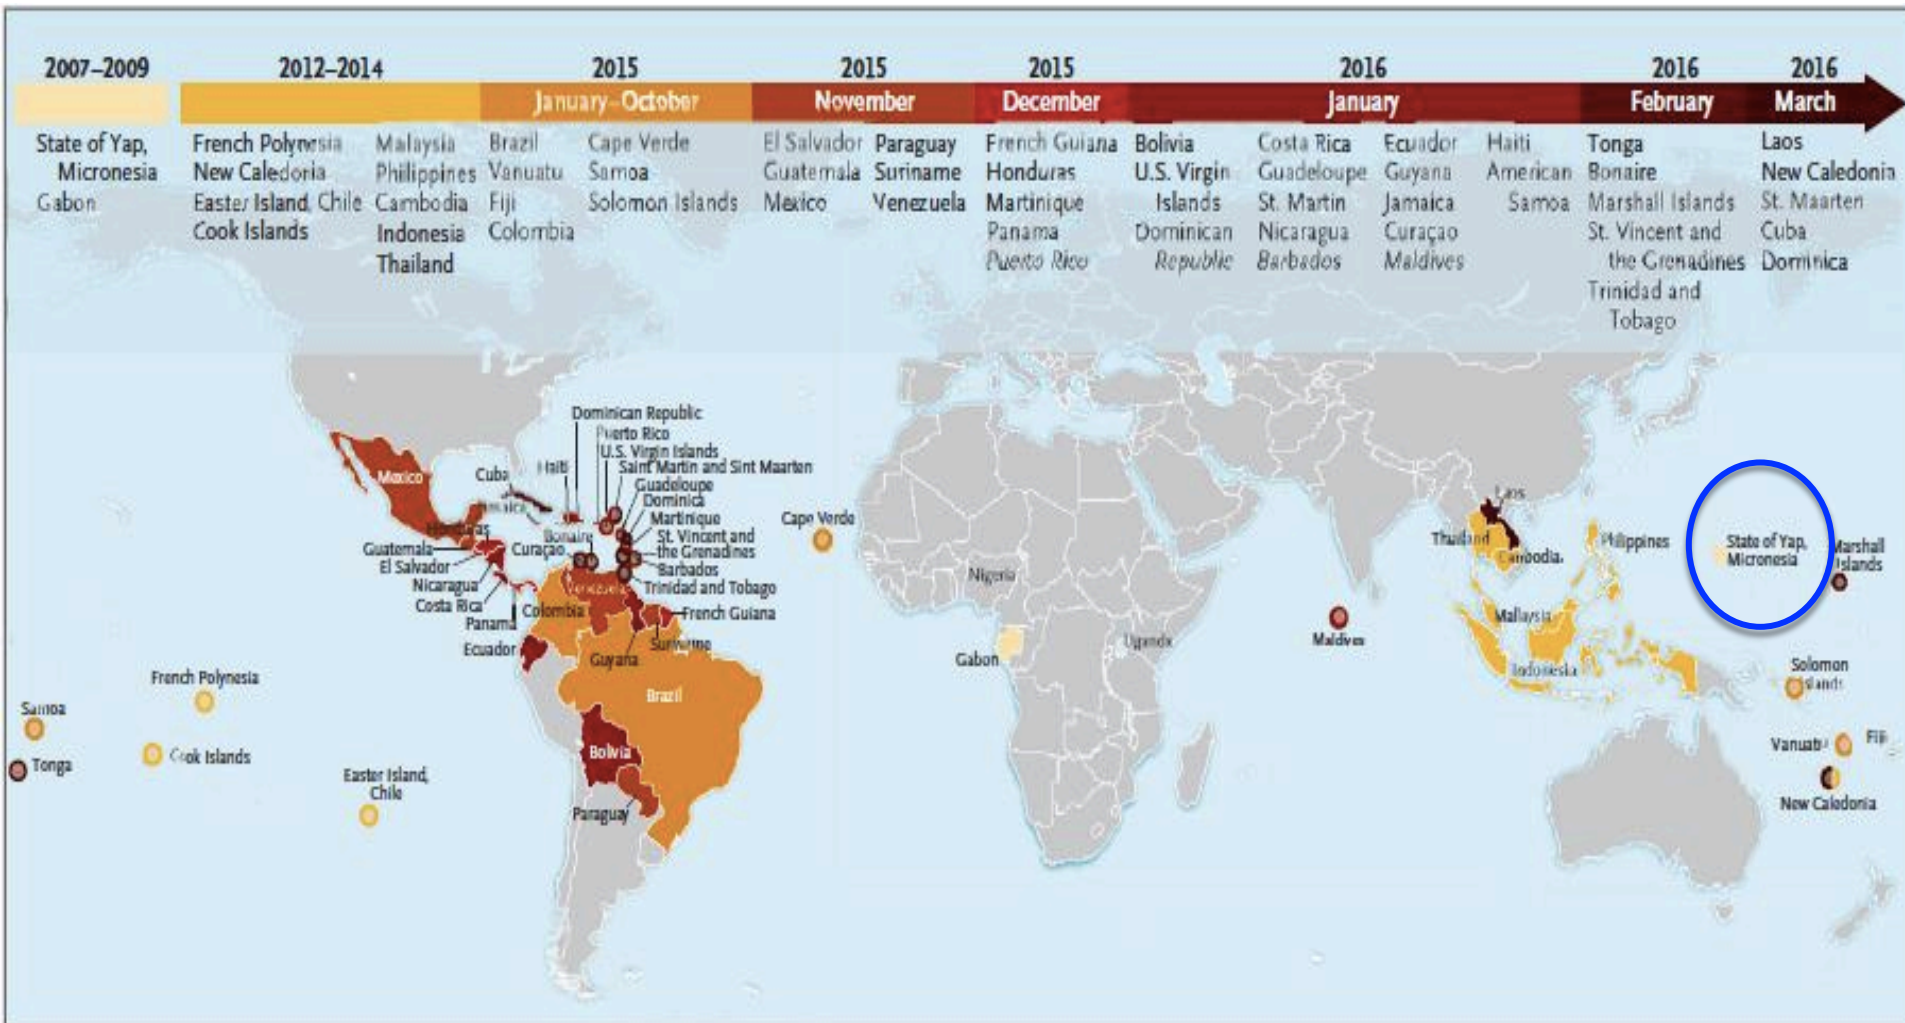 2007–2009
2012–2014
2015
2015
2015
2016
2016
2016
January–October
November
December
January
February
March
State of Yap,
Micronesia
Gabon
French Polynesia
New Caledonia
Easter Island, Chile
Cook Islands
Malaysia
Philippines
Cambodia
Indonesia
Thailand
Brazil
Vanuatu
Fiji
Colombia
Cape Verde
Samoa
Solomon Islands
El Salvador
Guatemala
Mexico
Paraguay
Suriname
Venezuela
French Guiana
Honduras
Martinique
Panama
Puerto Rico
Bolivia
U.S. Virgin
Islands
Dominican
Republic
Costa Rica
Guadeloupe
St. Martin
Nicaragua
Barbados
Ecuador
Guyana
Jamaica
Curaçao
Maldives
Haiti
American
Samoa
Tonga
Bonaire
Marshall Islands
St. Vincent and
the Grenadines
Trinidad and
Tobago
Laos
New Caledonia
St. Maarten
Cuba
Dominica
Dominican Republic
Puerto Rico
U.S. Virgin Islands
Saint Martin and Sint Maarten
Guadeloupe
Dominica
Martinique
St. Vincent and
the Grenadines
Barbados
Trinidad and Tobago
French Guiana
Suriname
Guyana
Mexico
Cuba
Haiti
Jamaica
Honduras
Bonaire
Curaçao
Guatemala
El Salvador
Nicaragua
Costa Rica
Panama
Venezuela
Colombia
Ecuador
Brazil
Bolivia
Paraguay
French Polynesia
Samoa
Cook Islands
Tonga
Easter Island,
Chile
Cape Verde
Nigeria
Gabon
Uganda
Maldives
Laos
Thailand
Cambodia
Philippines
State of Yap,
Micronesia
Marshall
Islands
Malaysia
Indonesia
Solomon
Islands
Vanuatu
Fiji
New Caledonia